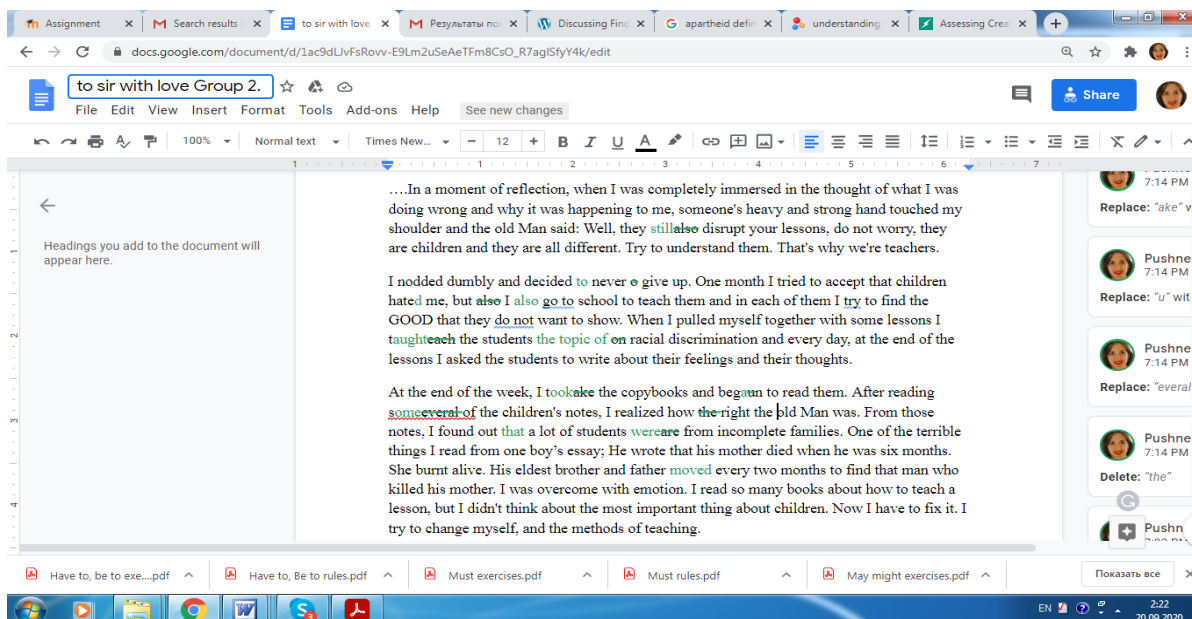 Assignment
Search results -
to sir with love
Результаты пои
Discussing Find
apartheid defin
understanding
Assessing Creat
docs.google.com/document/d/1ac9dLlvFsRovv-E9Lm2uSeAeTFm8CsO_R7aglSfyY4k/edit
to sir with love Group 2.
File Edit View Insert Format Tools Add-ons Help See new changes
Share
100% Normal text Times New... 12 B I U A
1 1 2 3 4 5 6 7
Headings you add to the document will
appear here.
….In a moment of reflection, when I was completely immersed in the thought of what I was
doing wrong and why it was happening to me, someone's heavy and strong hand touched my
shoulder and the old Man said: Well, they stillalso disrupt your lessons, do not worry, they
are children and they are all different. Try to understand them. That's why we're teachers.
I nodded dumbly and decided to never o give up. One month I tried to accept that children
hated me, but also I also go to school to teach them and in each of them I try to find the
GOOD that they do not want to show. When I pulled myself together with some lessons I
taughteach the students the topic of on racial discrimination and every day, at the end of the
lessons I asked the students to write about their feelings and their thoughts.
At the end of the week, I tookake the copybooks and begaun to read them. After reading
someeveral of the children's notes, I realized how the right the old Man was. From those
notes, I found out that a lot of students wereare from incomplete families. One of the terrible
things I read from one boy's essay; He wrote that his mother died when he was six months.
She burnt alive. His eldest brother and father moved every two months to find that man who
killed his mother. I was overcome with emotion. I read so many books about how to teach a
lesson, but I didn't think about the most important thing about children. Now I have to fix it. I
try to change myself, and the methods of teaching.
7:14 PM
Replace: "ake" w
Pushne
7:14 PM
Replace: "u" wit
Pushne
7:14 PM
Replace: "everal
Pushne
7:14 PM
Delete: "the"
Pushn
Have to, be to exe....pdf
Have to, Be to rules.pdf
Must exercises.pdf
Must rules.pdf
May might exercises.pdf
Показать все
EN
2:22
20.09.2020